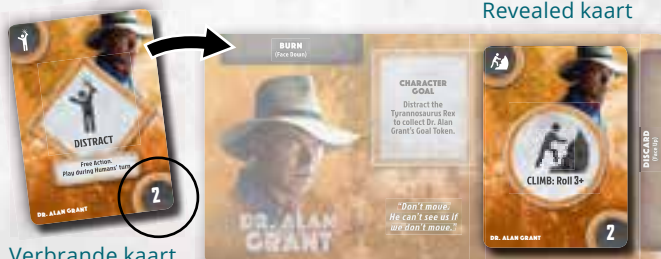 Revealed kaart
DISTRACT
Free Action.
Play during Humans' turn.
DR. ALAN GRANT
2
Verbrande kaart
BURN
(Face Down)
DR. ALAN
GRANT
CHARACTER
GOAL
Distract the
Tyrannosaurus Rex
to collect Dr. Alan
Grant's Goal Token.
"Don't move.
He can't see us if
we don't move."
CLIMB: Roll 3+
DR. ALAN GRANT
2
DISCARD
(Face Up)